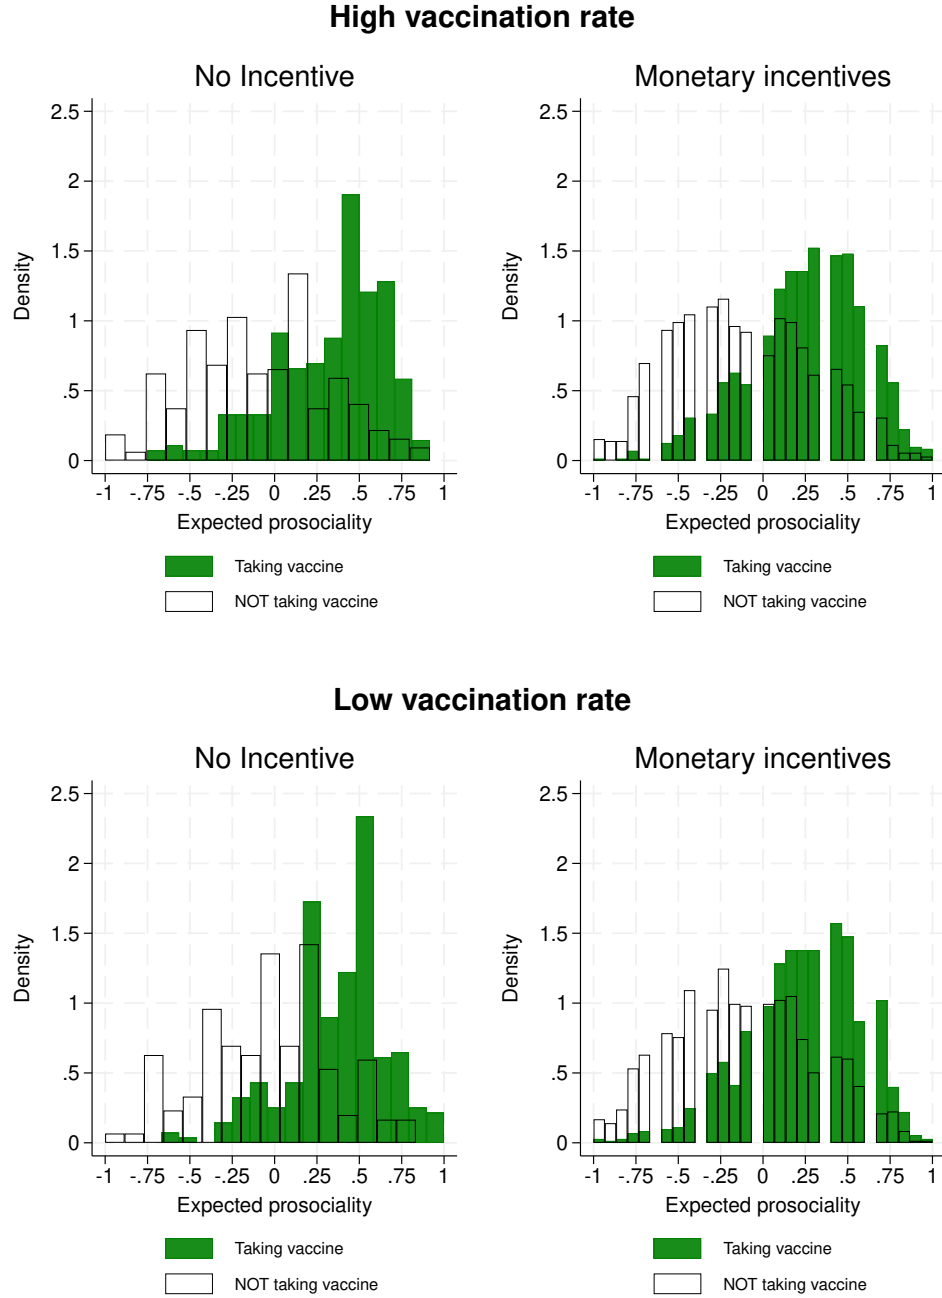 High vaccination rate
No Incentive
Monetary incentives
2.5
2
1.5
1
.5
0
Density
-1 -.75 -.5 -.25 0 .25 .5 .75 1
Expected prosociality
Taking vaccine
NOT taking vaccine
2.5
2
1.5
1
.5
0
Density
-1 -.75 -.5 -.25 0 .25 .5 .75 1
Expected prosociality
Taking vaccine
NOT taking vaccine
Low vaccination rate
No Incentive
Monetary incentives
2.5
2
1.5
1
.5
0
Density
-1 -.75 -.5 -.25 0 .25 .5 .75 1
Expected prosociality
Taking vaccine
NOT taking vaccine
2.5
2
1.5
1
.5
0
Density
-1 -.75 -.5 -.25 0 .25 .5 .75 1
Expected prosociality
Taking vaccine
NOT taking vaccine